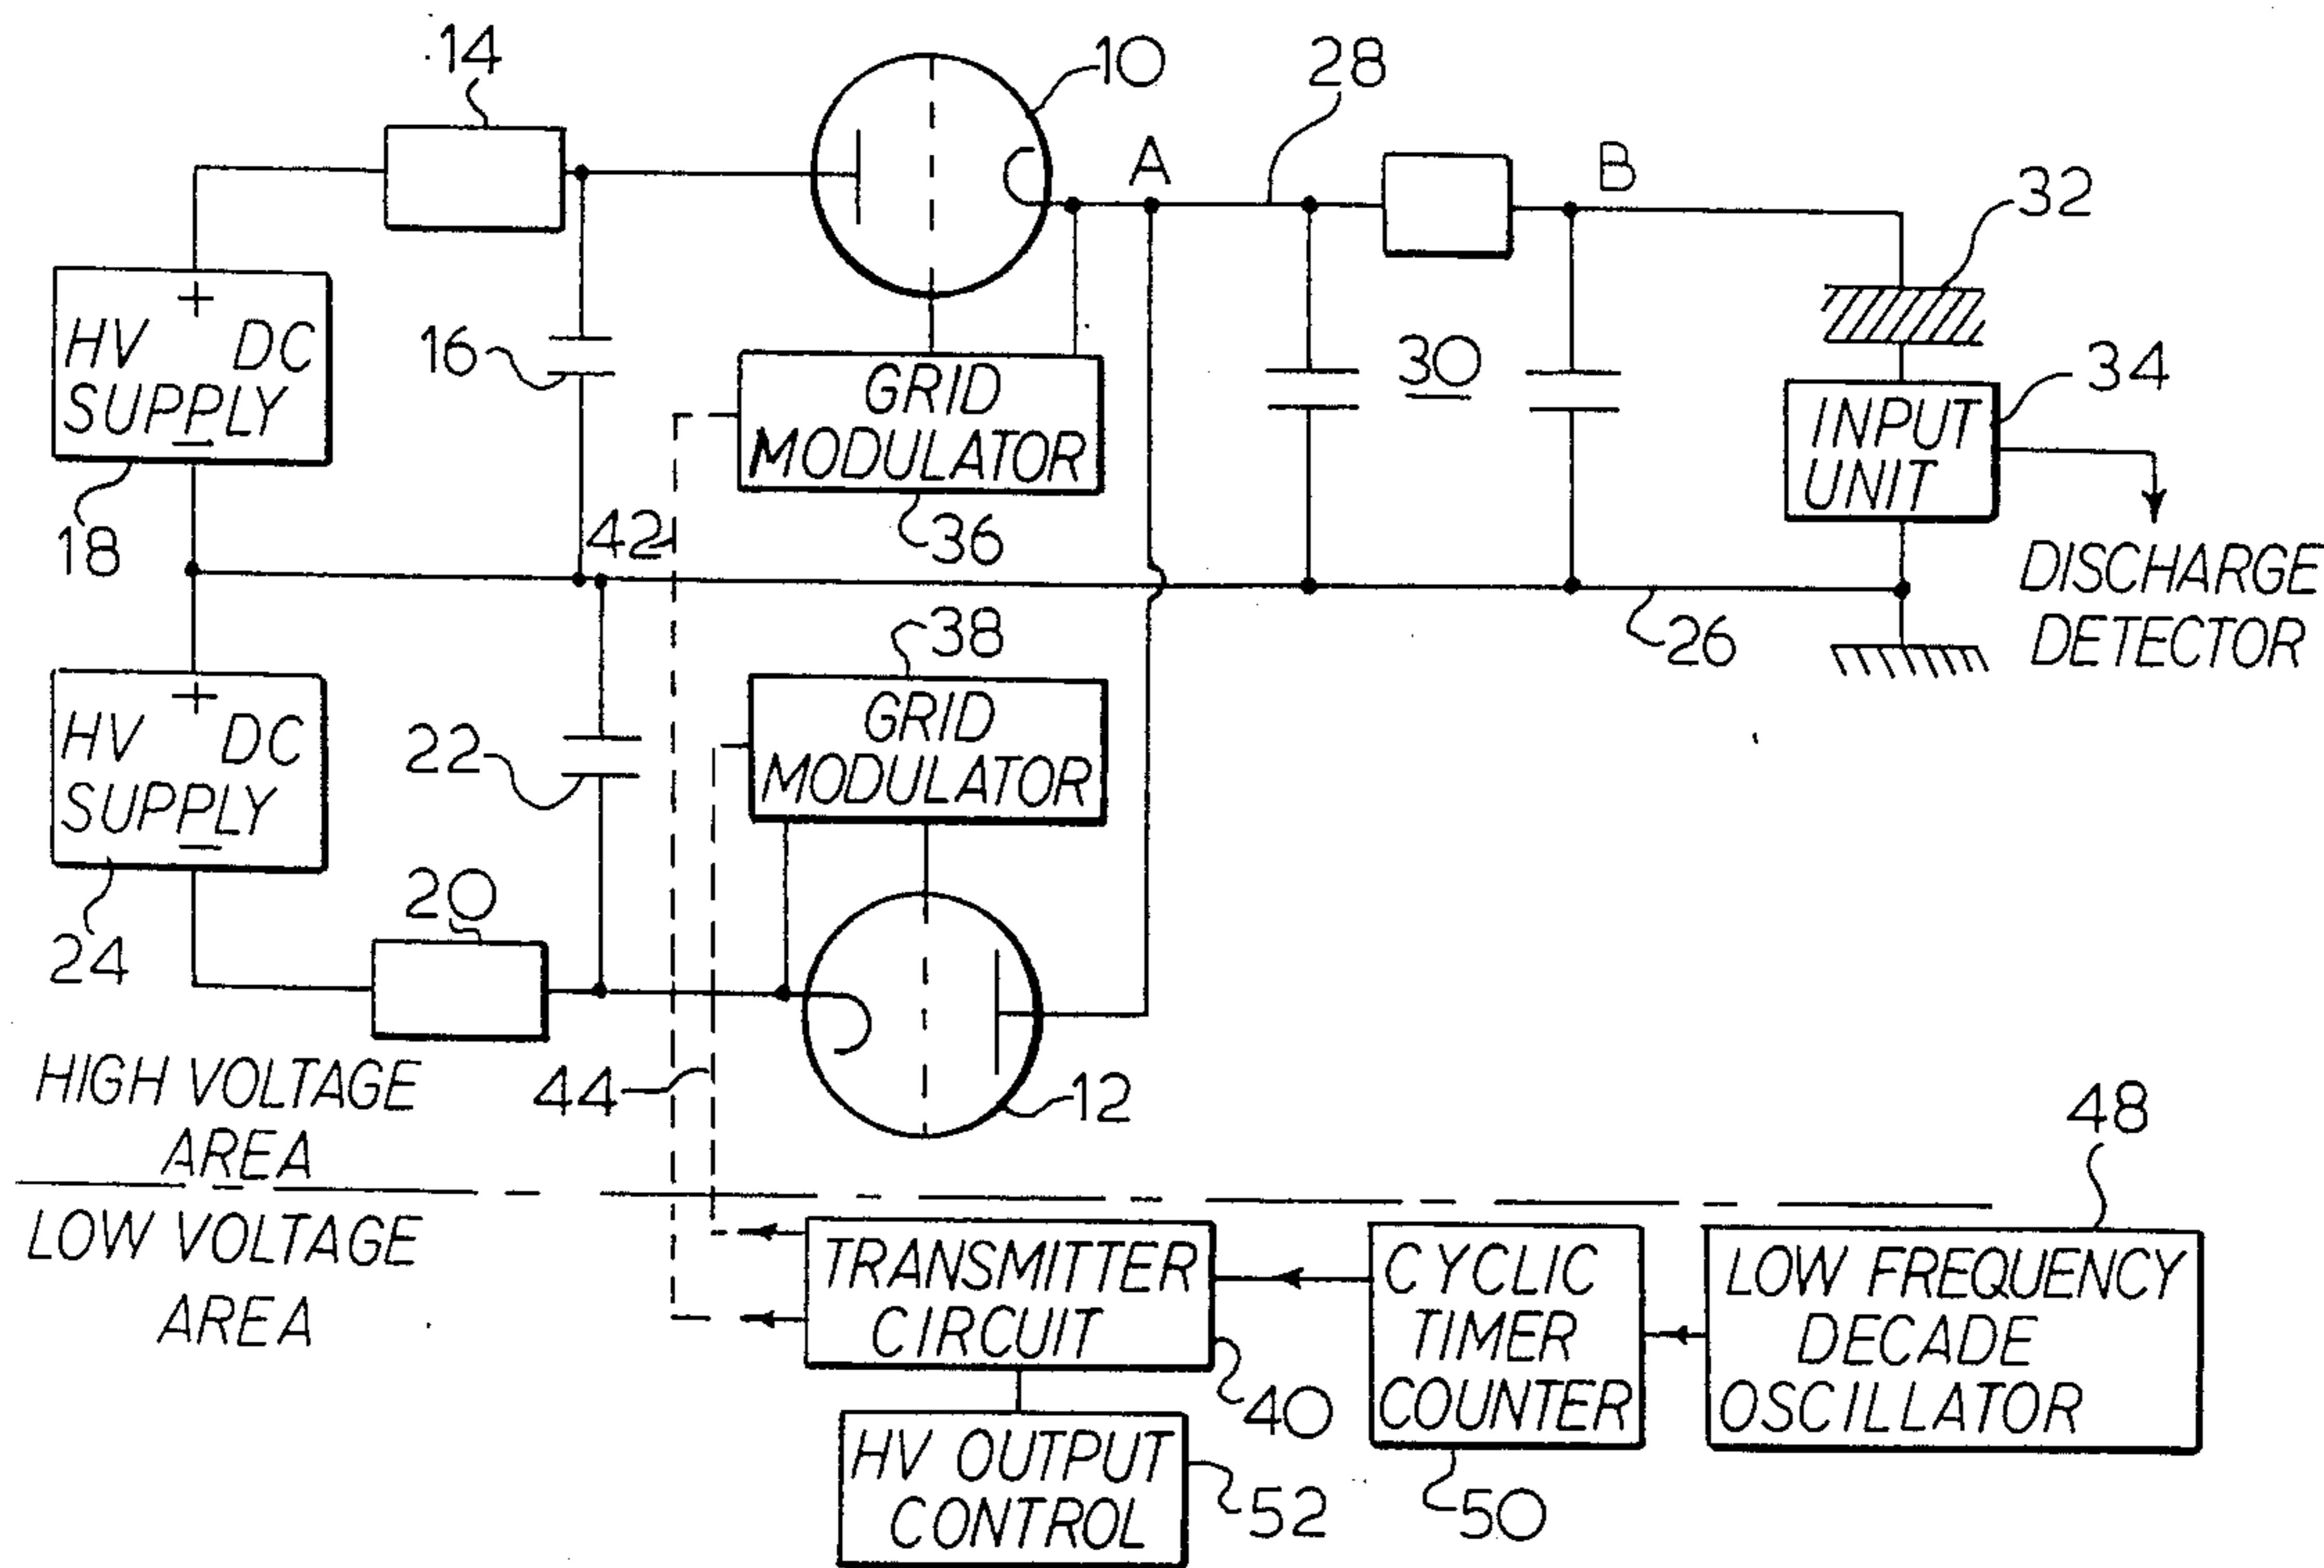 14
10
28
A
B
32
+
HV DC
SUPPLY
−
18
16
GRID
MODULATOR
36
30
INPUT
UNIT
34
42
DISCHARGE
DETECTOR
26
38
+
HV DC
SUPPLY
−
24
22
GRID
MODULATOR
20
44
12
HIGH VOLTAGE
AREA
LOW VOLTAGE
AREA
48
TRANSMITTER
CIRCUIT
40
CYCLIC
TIMER
COUNTER
50
LOW FREQUENCY
DECADE
OSCILLATOR
HV OUTPUT
CONTROL
52